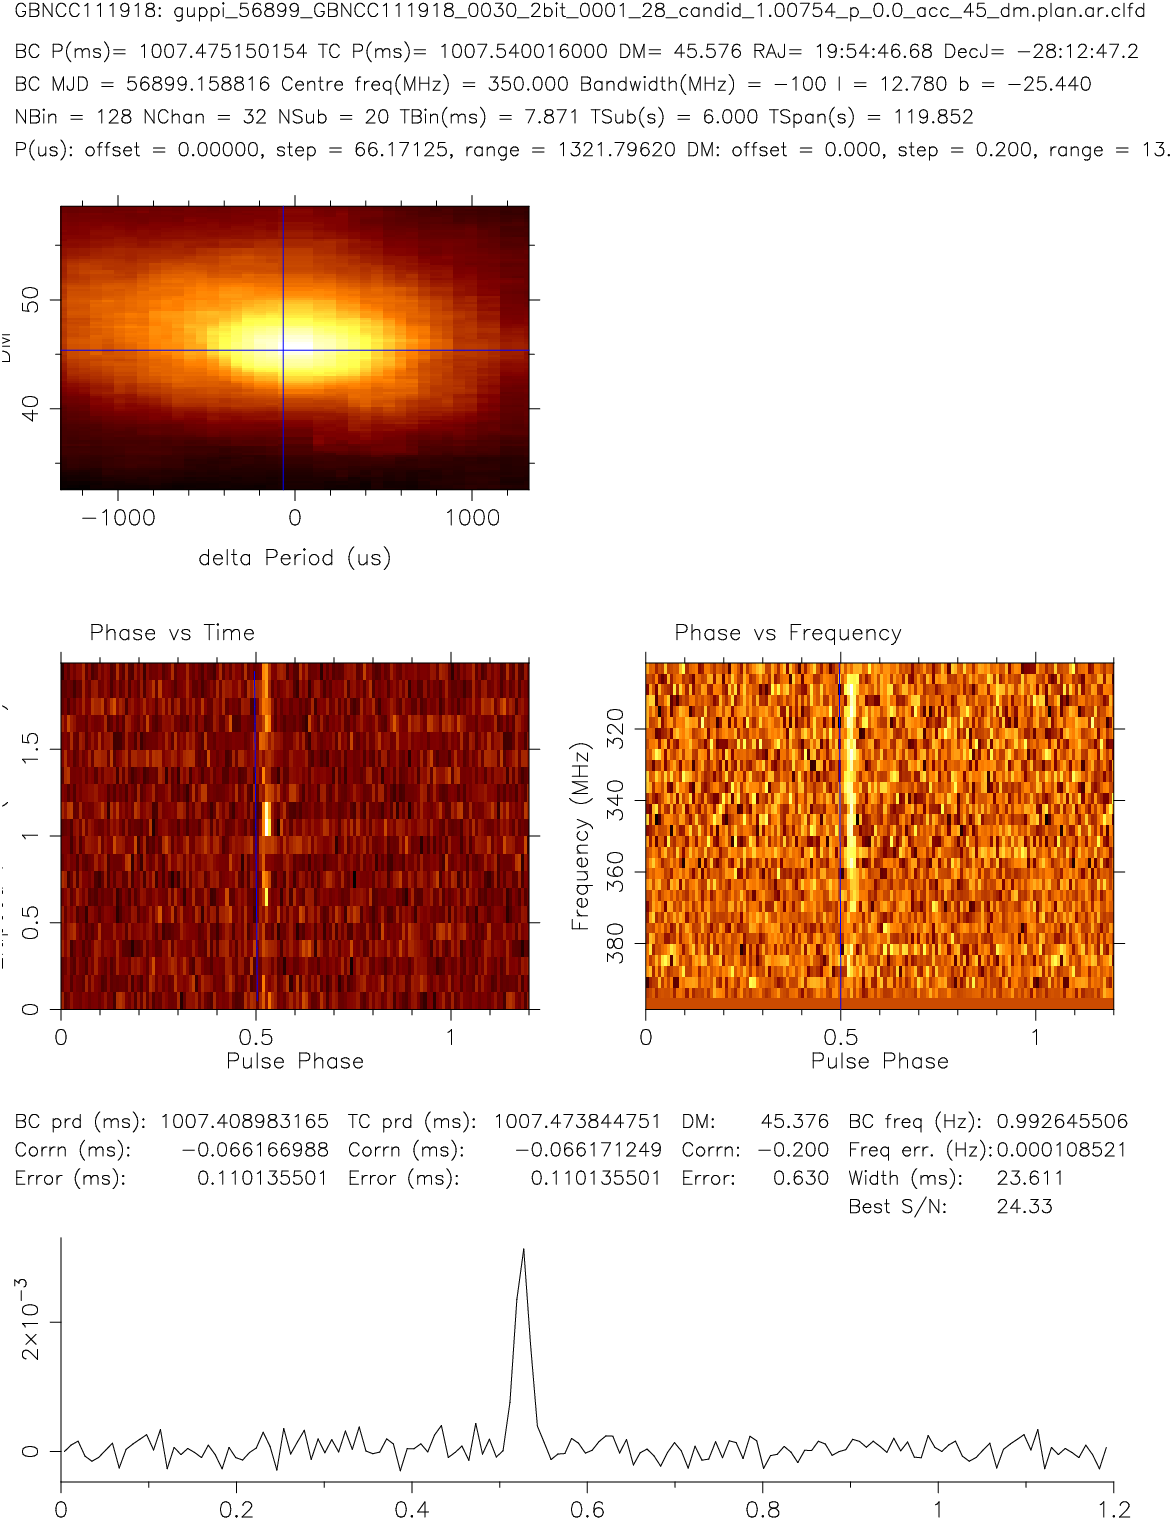 GBNCC111918: guppi_56899_GBNCC111918_0030_2bit_0001_28_candid_1.00754_p_0.0_acc_45_dm.plan.ar.clfd
BC P(ms)= 1007.475150154 TC P(ms)= 1007.540016000 DM= 45.576 RAJ= 19:54:46.68 DecJ= −28:12:47.2
BC MJD = 56899.158816 Centre freq(MHz) = 350.000 Bandwidth(MHz) = −100 l = 12.780 b = −25.440
NBin = 128 NChan = 32 NSub = 20 TBin(ms) = 7.871 TSub(s) = 6.000 TSpan(s) = 119.852
P(us): offset = 0.00000, step = 66.17125, range = 1321.79620 DM: offset = 0.000, step = 0.200, range = 13.
DM
50
40
−1000 0 1000
delta Period (us)
Phase vs Time
1.5
1
0.5
0
0 0.5 1
Pulse Phase
Phase vs Frequency
Frequency (MHz)
320
340
360
380
0 0.5 1
Pulse Phase
BC prd (ms): 1007.408983165 TC prd (ms): 1007.473844751 DM: 45.376 BC freq (Hz): 0.992645506
Corrn (ms): −0.066166988 Corrn (ms): −0.066171249 Corrn: −0.200 Freq err. (Hz): 0.000108521
Error (ms): 0.110135501 Error (ms): 0.110135501 Error: 0.630 Width (ms): 23.611
Best S/N: 24.33
2×10−3
0
0 0.2 0.4 0.6 0.8 1 1.2